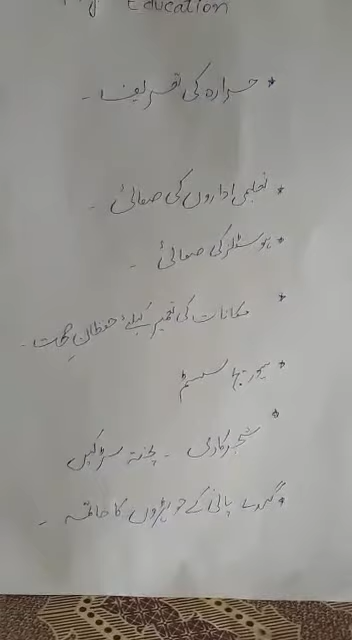 Education
* حرارہ کی تعریف -
* تعلیمی اداروں کی صفائی -
* ہوسٹلز کی صفائی -
* مکانات کی تعمیر کیلئے حفظان صحت -
* سیوریج سسٹم
* شجرکاری - پختہ سڑکیں
* گندے پانی کے جوہڑوں کا خاتمہ -